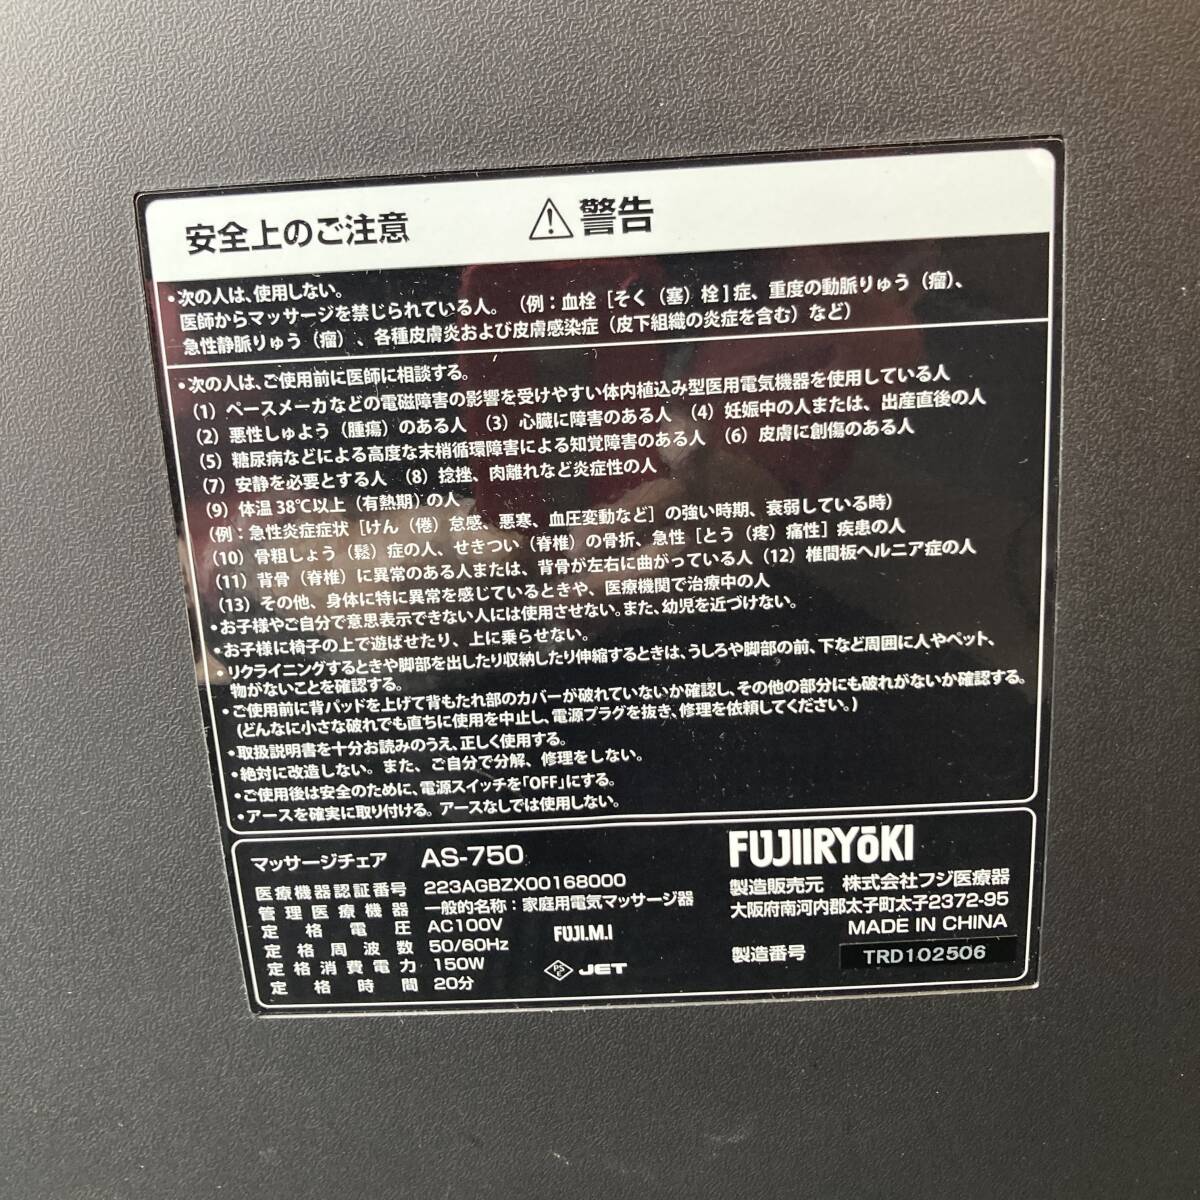 安全上のご注意 ⚠警告
・次の人は、使用しない。
医師からマッサージを禁じられている人。（例：血栓［そく（塞）栓］症、重度の動脈りゅう（瘤）、
急性静脈りゅう（瘤）、各種皮膚炎および皮膚感染症（皮下組織の炎症を含む）など）
・次の人は、ご使用前に医師に相談する。
（1）ペースメーカなどの電磁障害の影響を受けやすい体内植込み型医用電気機器を使用している人
（2）悪性しゅよう（腫瘍）のある人（3）心臓に障害のある人（4）妊娠中の人または、出産直後の人
（5）糖尿病などによる高度な末梢循環障害による知覚障害のある人（6）皮膚に創傷のある人
（7）安静を必要とする人（8）捻挫、肉離れなど炎症性の人
（9）体温38℃以上（有熱期）の人
（例：急性炎症症状［けん（倦）怠感、悪寒、血圧変動など］の強い時期、衰弱している時）
（10）骨粗しょう（鬆）症の人、せきつい（脊椎）の骨折、急性［とう（疼）痛性］疾患の人
（11）背骨（脊椎）に異常のある人または、背骨が左右に曲がっている人（12）椎間板ヘルニア症の人
（13）その他、身体に特に異常を感じているときや、医療機関で治療中の人
・お子様やご自分で意思表示できない人には使用させない。また、幼児を近づけない。
・お子様に椅子の上で遊ばせたり、上に乗らせない。
・リクライニングするときや脚部を出したり収納したり伸縮するときは、うしろや脚部の前、下など周囲に人やペット、
物がないことを確認する。
・ご使用前に背パッドを上げて背もたれ部のカバーが破れていないか確認し、その他の部分にも破れがないか確認する。
（どんなに小さな破れでも直ちに使用を中止し、電源プラグを抜き、修理を依頼してください。）
・取扱説明書を十分お読みのうえ、正しく使用する。
・絶対に改造しない。また、ご自分で分解、修理をしない。
・ご使用後は安全のために、電源スイッチを「OFF」にする。
・アースを確実に取り付ける。アースなしでは使用しない。
マッサージチェア AS-750
医療機器認証番号 223AGBZX00168000
管理医療機器 一般的名称：家庭用電気マッサージ器
定格電圧 AC100V
定格周波数 50/60Hz
定格消費電力 150W
定格時間 20分
FUJI.M.I
PSE JET
FUJIIRYōKI
製造販売元 株式会社フジ医療器
大阪府南河内郡太子町太子2372-95
MADE IN CHINA
製造番号 TRD102506